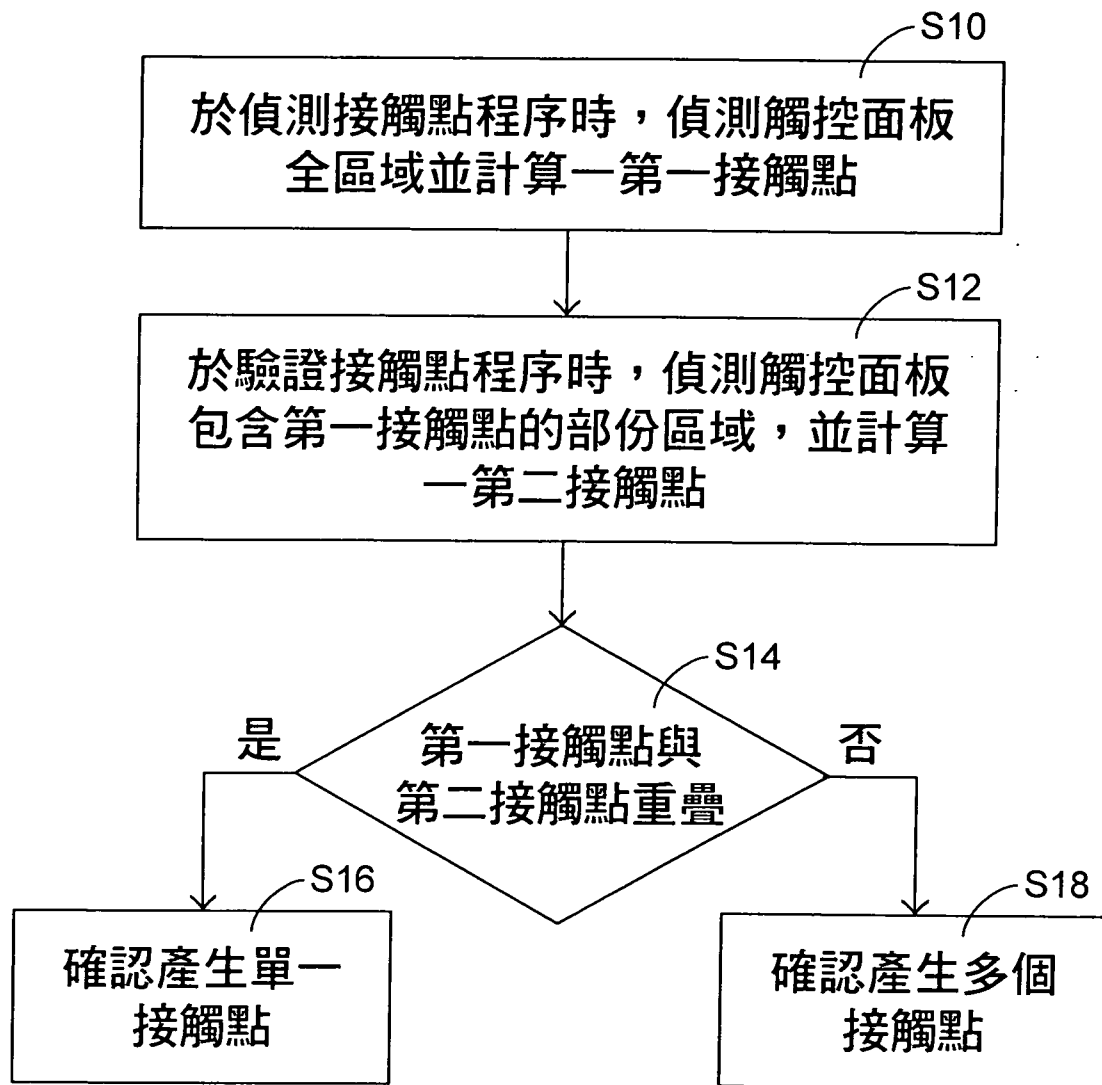 S10
於偵測接觸點程序時，偵測觸控面板
全區域並計算一第一接觸點
S12
於驗證接觸點程序時，偵測觸控面板
包含第一接觸點的部份區域，並計算
一第二接觸點
S14
是
第一接觸點與
第二接觸點重疊
否
S16
確認產生單一
接觸點
S18
確認產生多個
接觸點